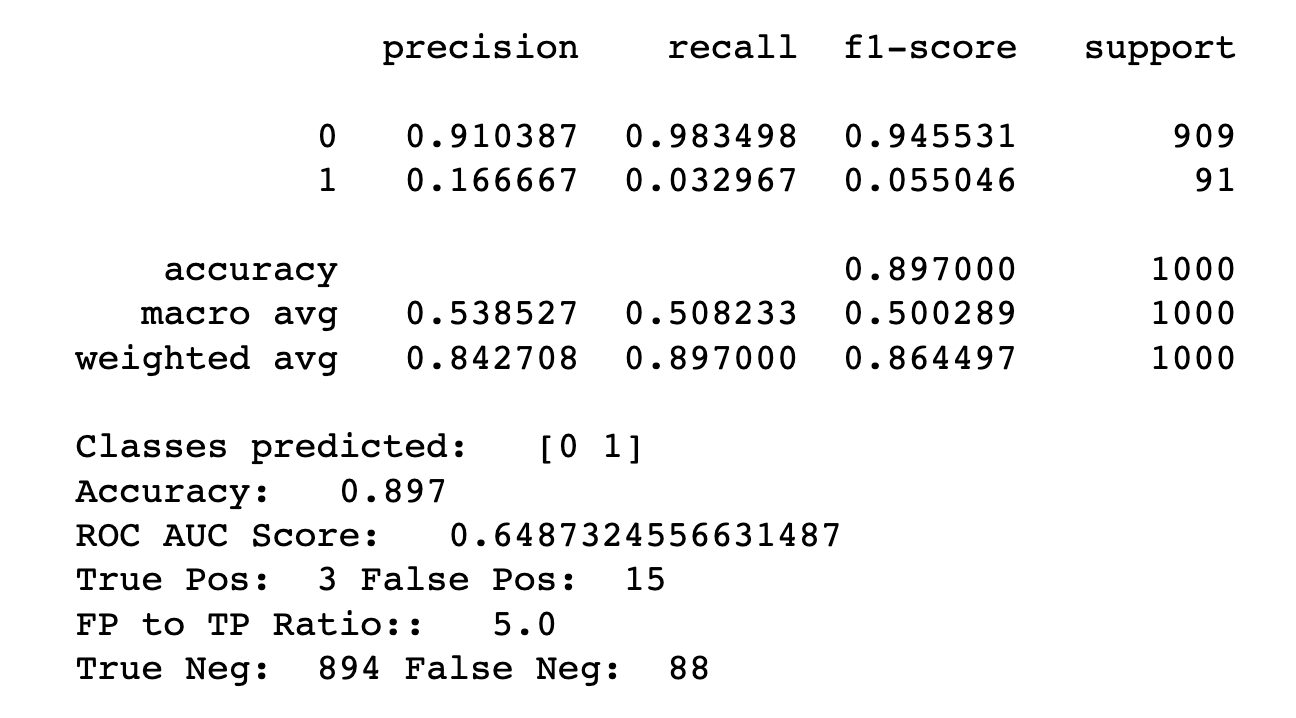 precision recall f1-score support
0 0.910387 0.983498 0.945531 909
1 0.166667 0.032967 0.055046 91
accuracy 0.897000 1000
macro avg 0.538527 0.508233 0.500289 1000
weighted avg 0.842708 0.897000 0.864497 1000
Classes predicted: [0 1]
Accuracy: 0.897
ROC AUC Score: 0.6487324556631487
True Pos: 3 False Pos: 15
FP to TP Ratio:: 5.0
True Neg: 894 False Neg: 88